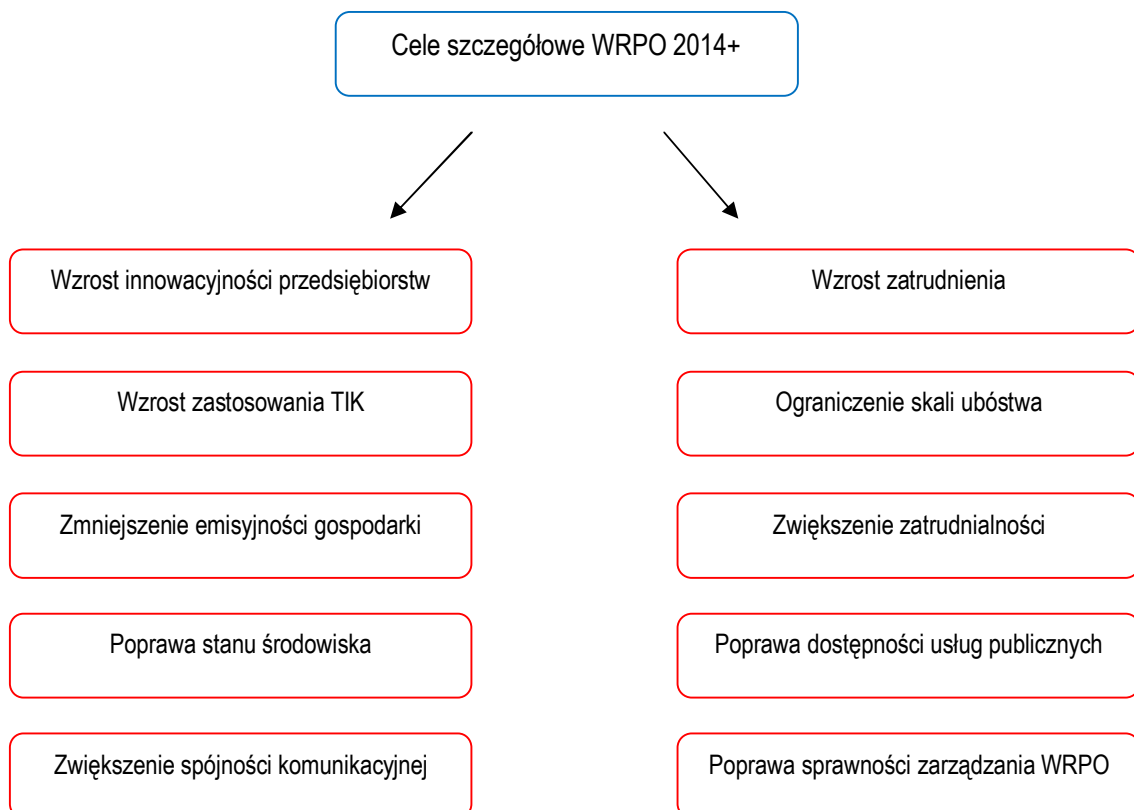 Cele szczegółowe WRPO 2014+
Wzrost innowacyjności przedsiębiorstw
Wzrost zatrudnienia
Wzrost zastosowania TIK
Ograniczenie skali ubóstwa
Zmniejszenie emisyjności gospodarki
Zwiększenie zatrudnialności
Poprawa stanu środowiska
Poprawa dostępności usług publicznych
Zwiększenie spójności komunikacyjnej
Poprawa sprawności zarządzania WRPO